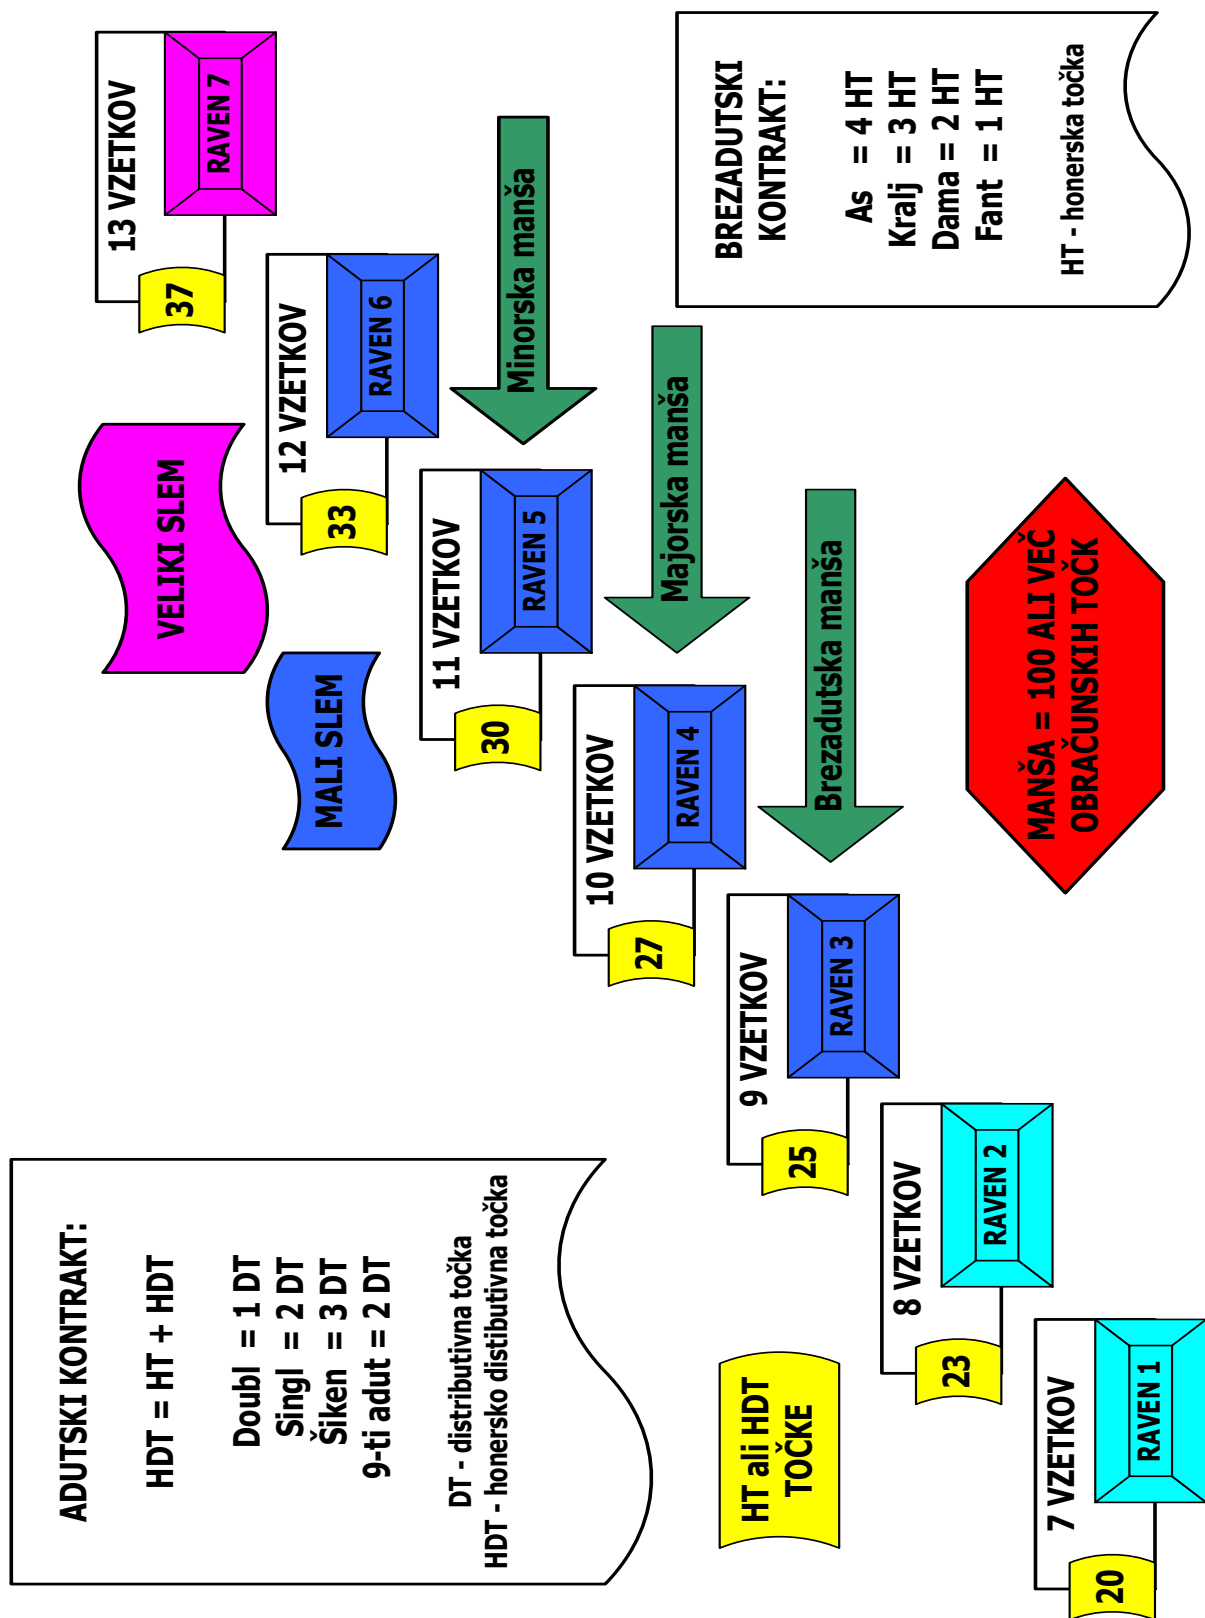 ADUTSKI KONTRAKT:
HDT = HT + HDT
Doubl = 1 DT
Singl = 2 DT
Šiken = 3 DT
9-ti adut = 2 DT
DT - distributivna točka
HDT - honersko distibutivna točka
VELIKI SLEM
MALI SLEM
13 VZETKOV
RAVEN 7
37
12 VZETKOV
RAVEN 6
33
11 VZETKOV
RAVEN 5
30
10 VZETKOV
RAVEN 4
27
9 VZETKOV
RAVEN 3
25
8 VZETKOV
RAVEN 2
23
7 VZETKOV
RAVEN 1
20
HT ali HDT
TOČKE
Minorska manša
Majorska manša
Brezadutska manša
BREZADUTSKI
KONTRAKT:
As = 4 HT
Kralj = 3 HT
Dama = 2 HT
Fant = 1 HT
HT - honerska točka
MANŠA = 100 ALI VEČ
OBRAČUNSKIH TOČK